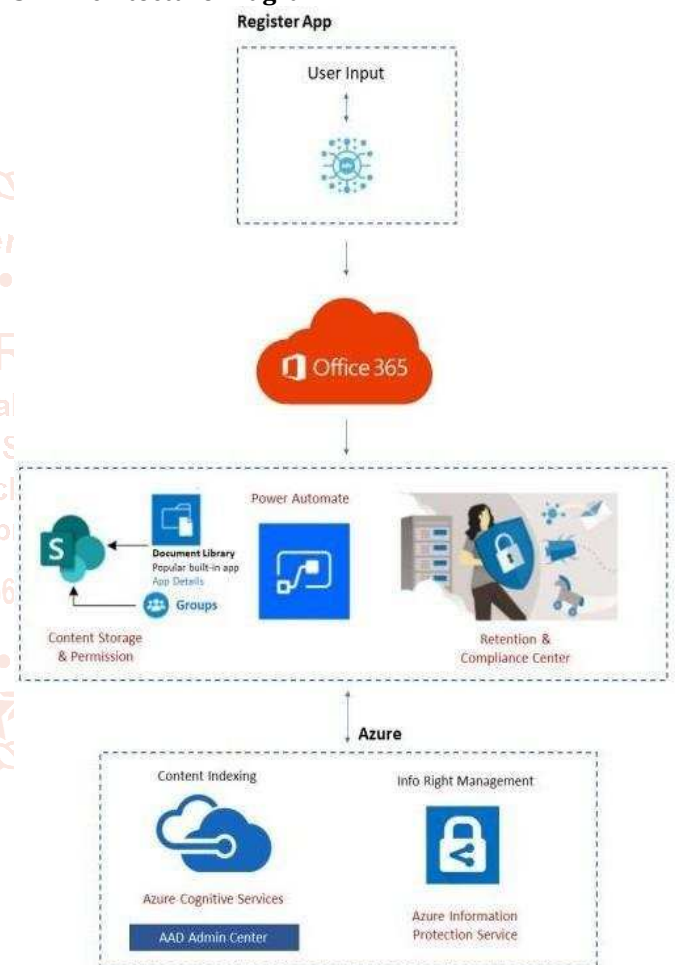 Register App
User Input
Office 365
Power Automate
S
Document Library
Popular built-in app
App Details
Groups
Content Storage
& Permission
Retention &
Compliance Center
Azure
Content Indexing
Info Right Management
Azure Cognitive Services
AAD Admin Center
Azure Information
Protection Service